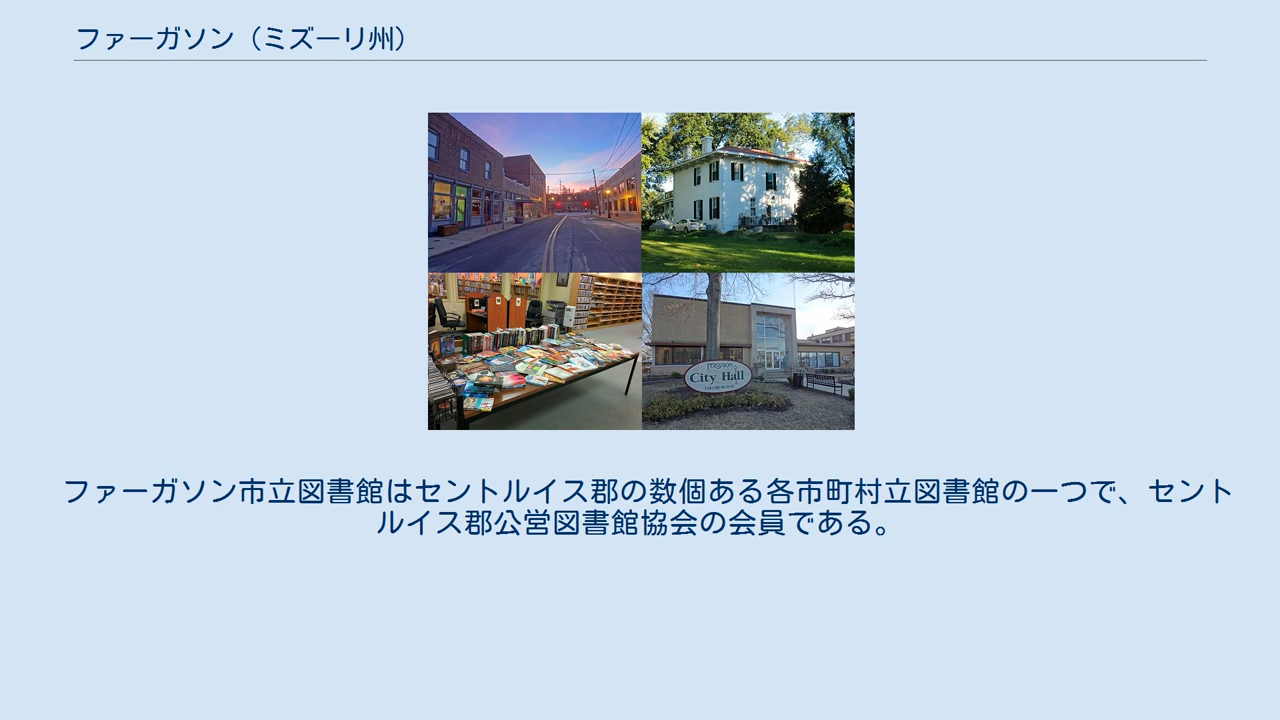 ファーガソン（ミズーリ州）
FERGUSON
City Hall
ファーガソン市立図書館はセントルイス郡の数個ある各市町村立図書館の一つで、セント
ルイス郡公営図書館協会の会員である。